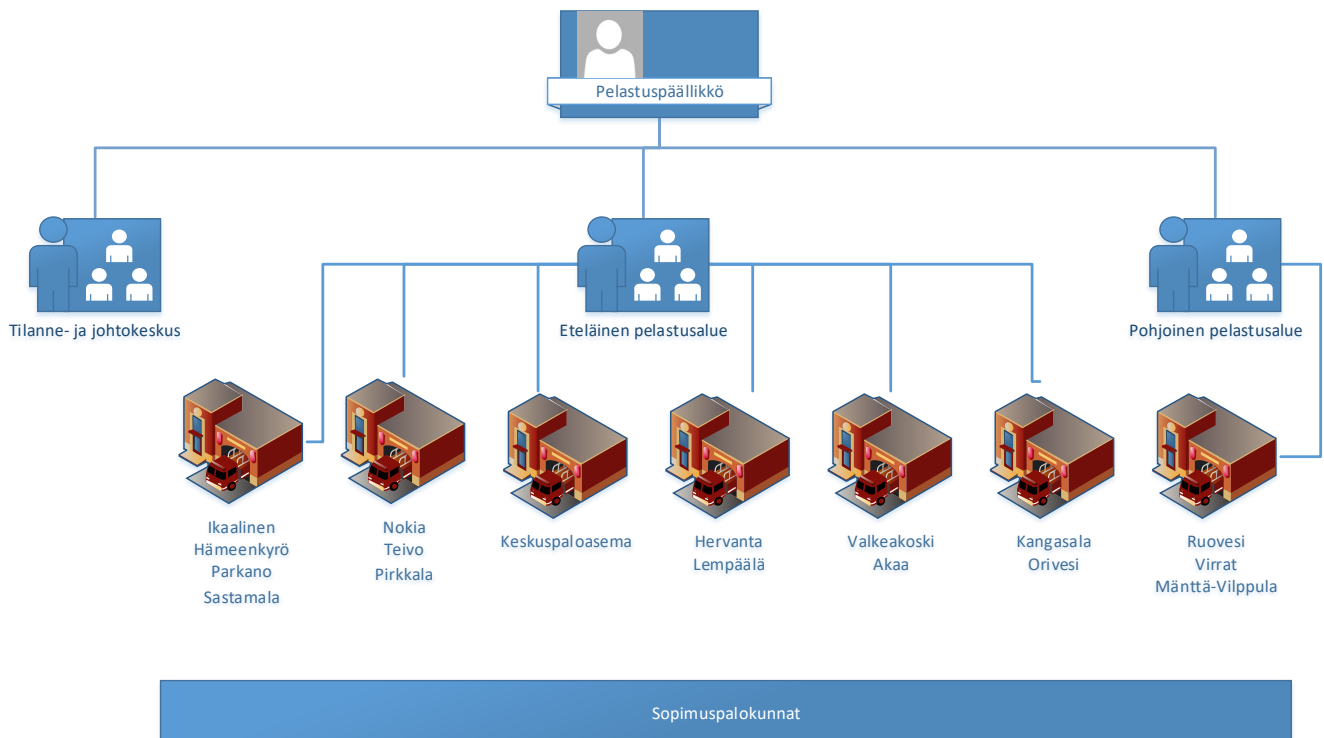 Pelastuspäällikkö
Tilanne- ja johtokeskus
Eteläinen pelastusalue
Pohjoinen pelastusalue
Ikaalinen
Hämeenkyrö
Parkano
Sastamala
Nokia
Teivo
Pirkkala
Keskuspaloasema
Hervanta
Lempäälä
Valkeakoski
Akaa
Kangasala
Orivesi
Ruovesi
Virrat
Mänttä-Vilppula
Sopimuspalokunnat